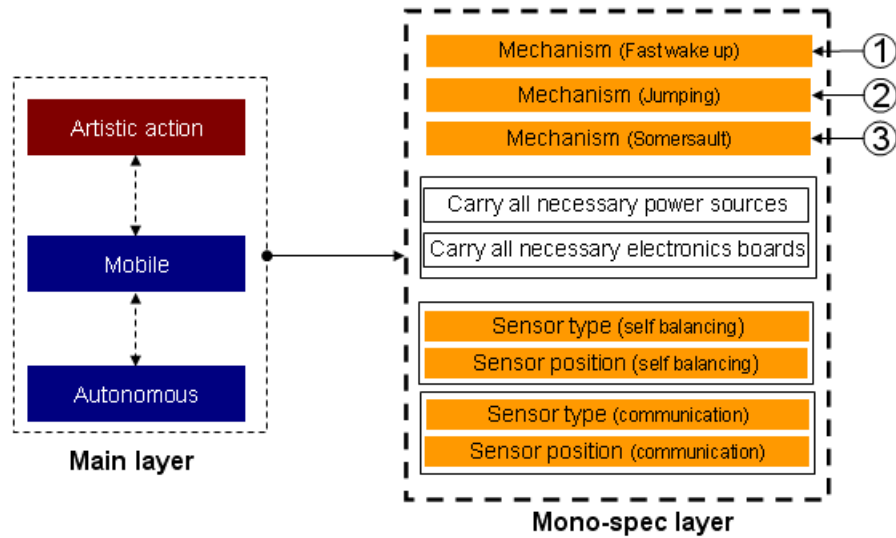 Artistic action
Mobile
Autonomous
Main layer
Mechanism (Fast wake up)
1
Mechanism (Jumping)
2
Mechanism (Somersault)
3
Carry all necessary power sources
Carry all necessary electronics boards
Sensor type (self balancing)
Sensor position (self balancing)
Sensor type (communication)
Sensor position (communication)
Mono-spec layer